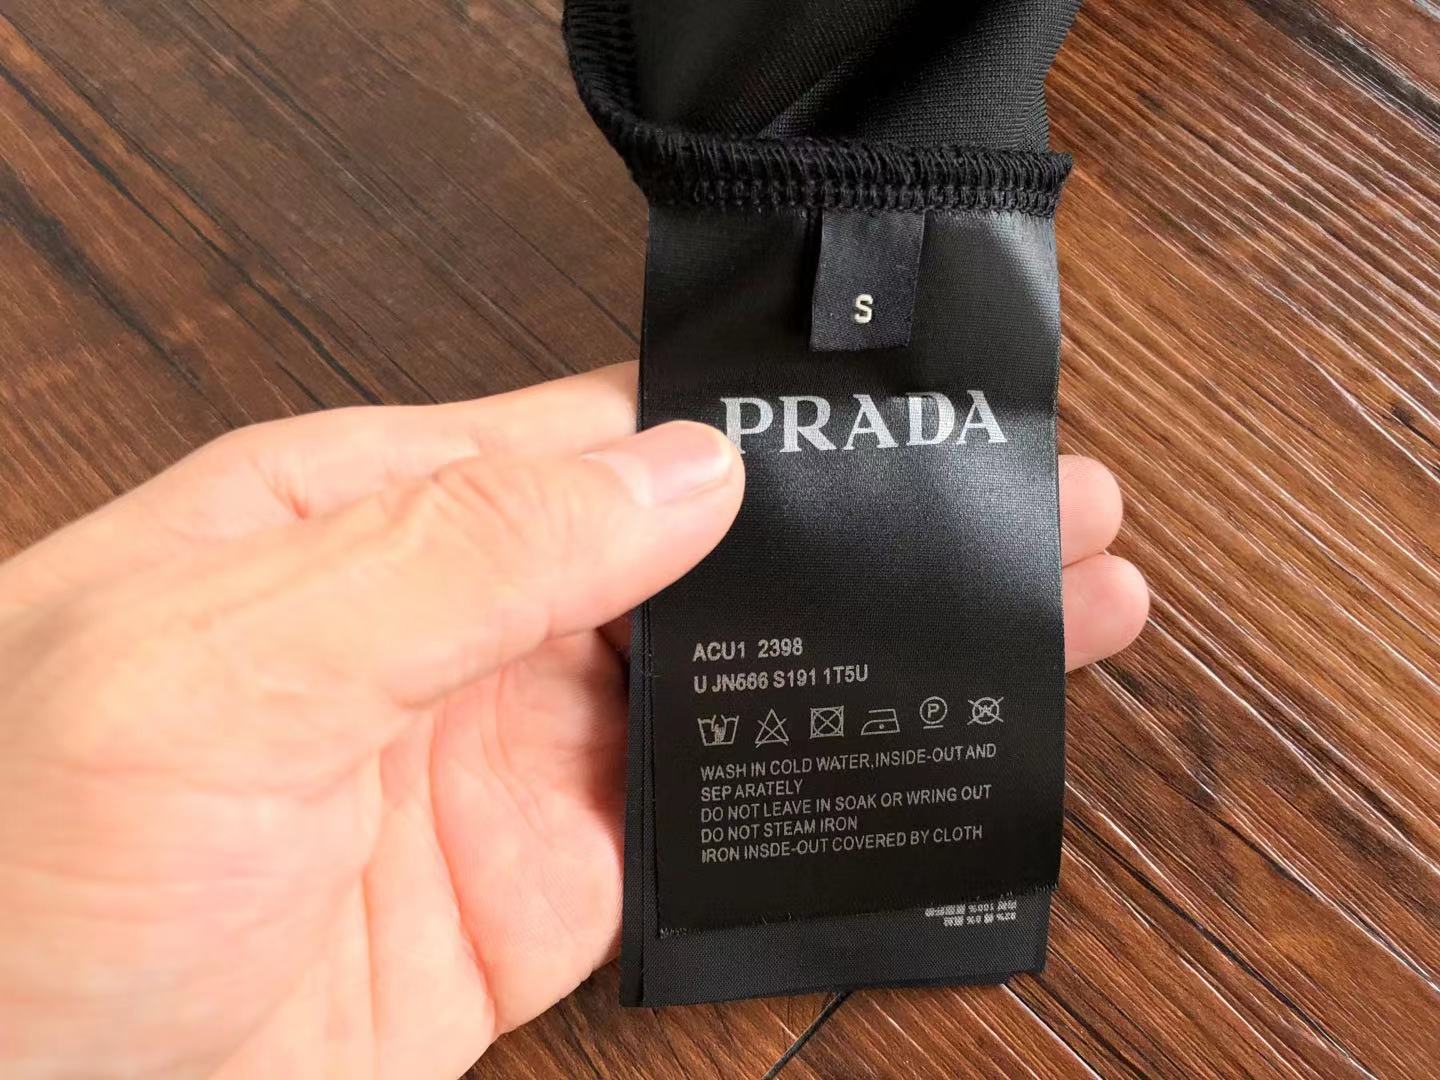 S
PRADA
ACU1 2398
U JN566 S191 1T5U
P
WASH IN COLD WATER,INSIDE-OUT AND
SEP ARATELY
DO NOT LEAVE IN SOAK OR WRING OUT
DO NOT STEAM IRON
IRON INSDE-OUT COVERED BY CLOTH